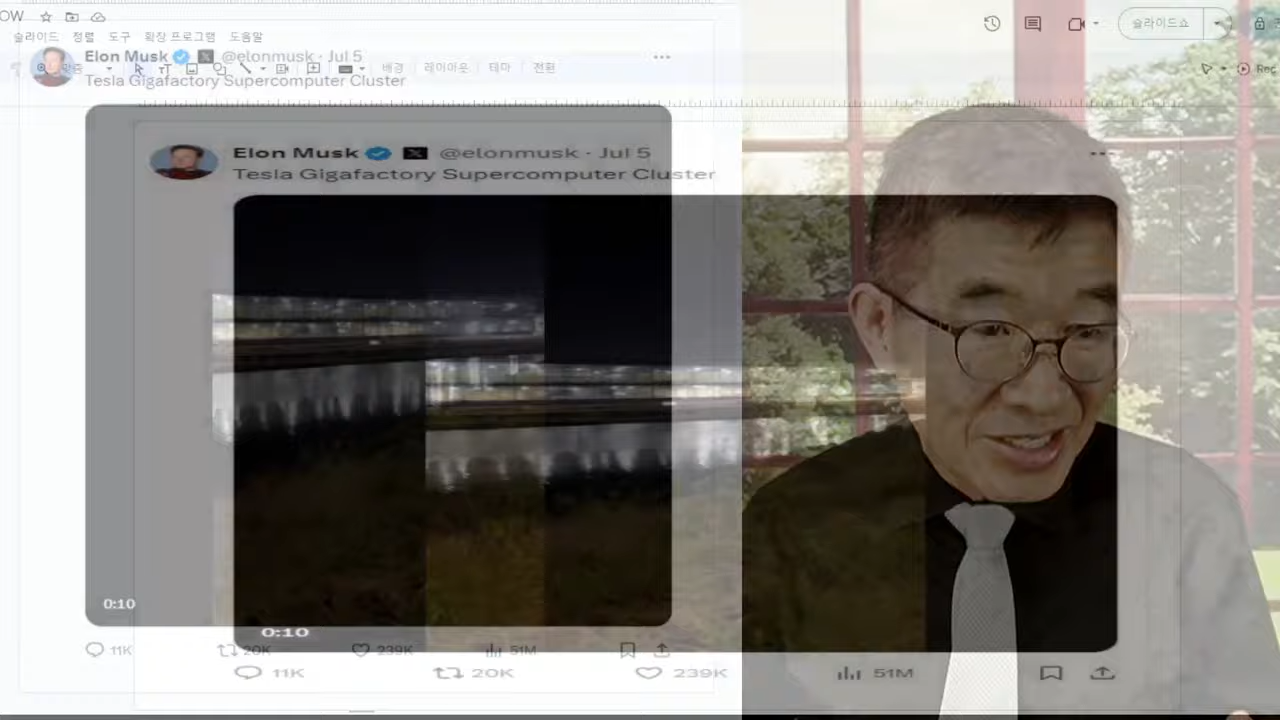 OW
슬라이드 정렬 도구 확장 프로그램 도움말
슬라이드쇼
Elon Musk @elonmusk · Jul 5
맞춤 배경 레이아웃 테마 전환
Rec
Tesla Gigafactory Supercomputer Cluster
Elon Musk @elonmusk · Jul 5
Tesla Gigafactory Supercomputer Cluster
0:10
0:10
11K 20K 239K 51M
11K 20K 239K 51M